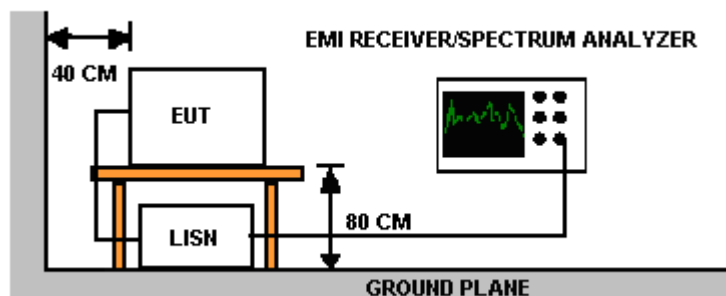 EMI RECEIVER/SPECTRUM ANALYZER
40 CM
EUT
80 CM
LISN
GROUND PLANE